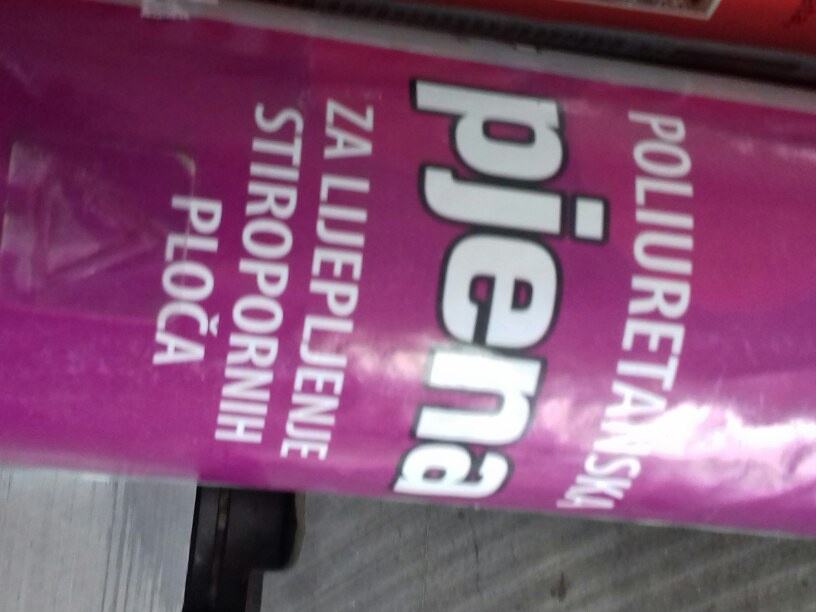 POLIURETANSKA
pjena
ZA LIJEPLJENJE
STIROPORNIH
PLOČA